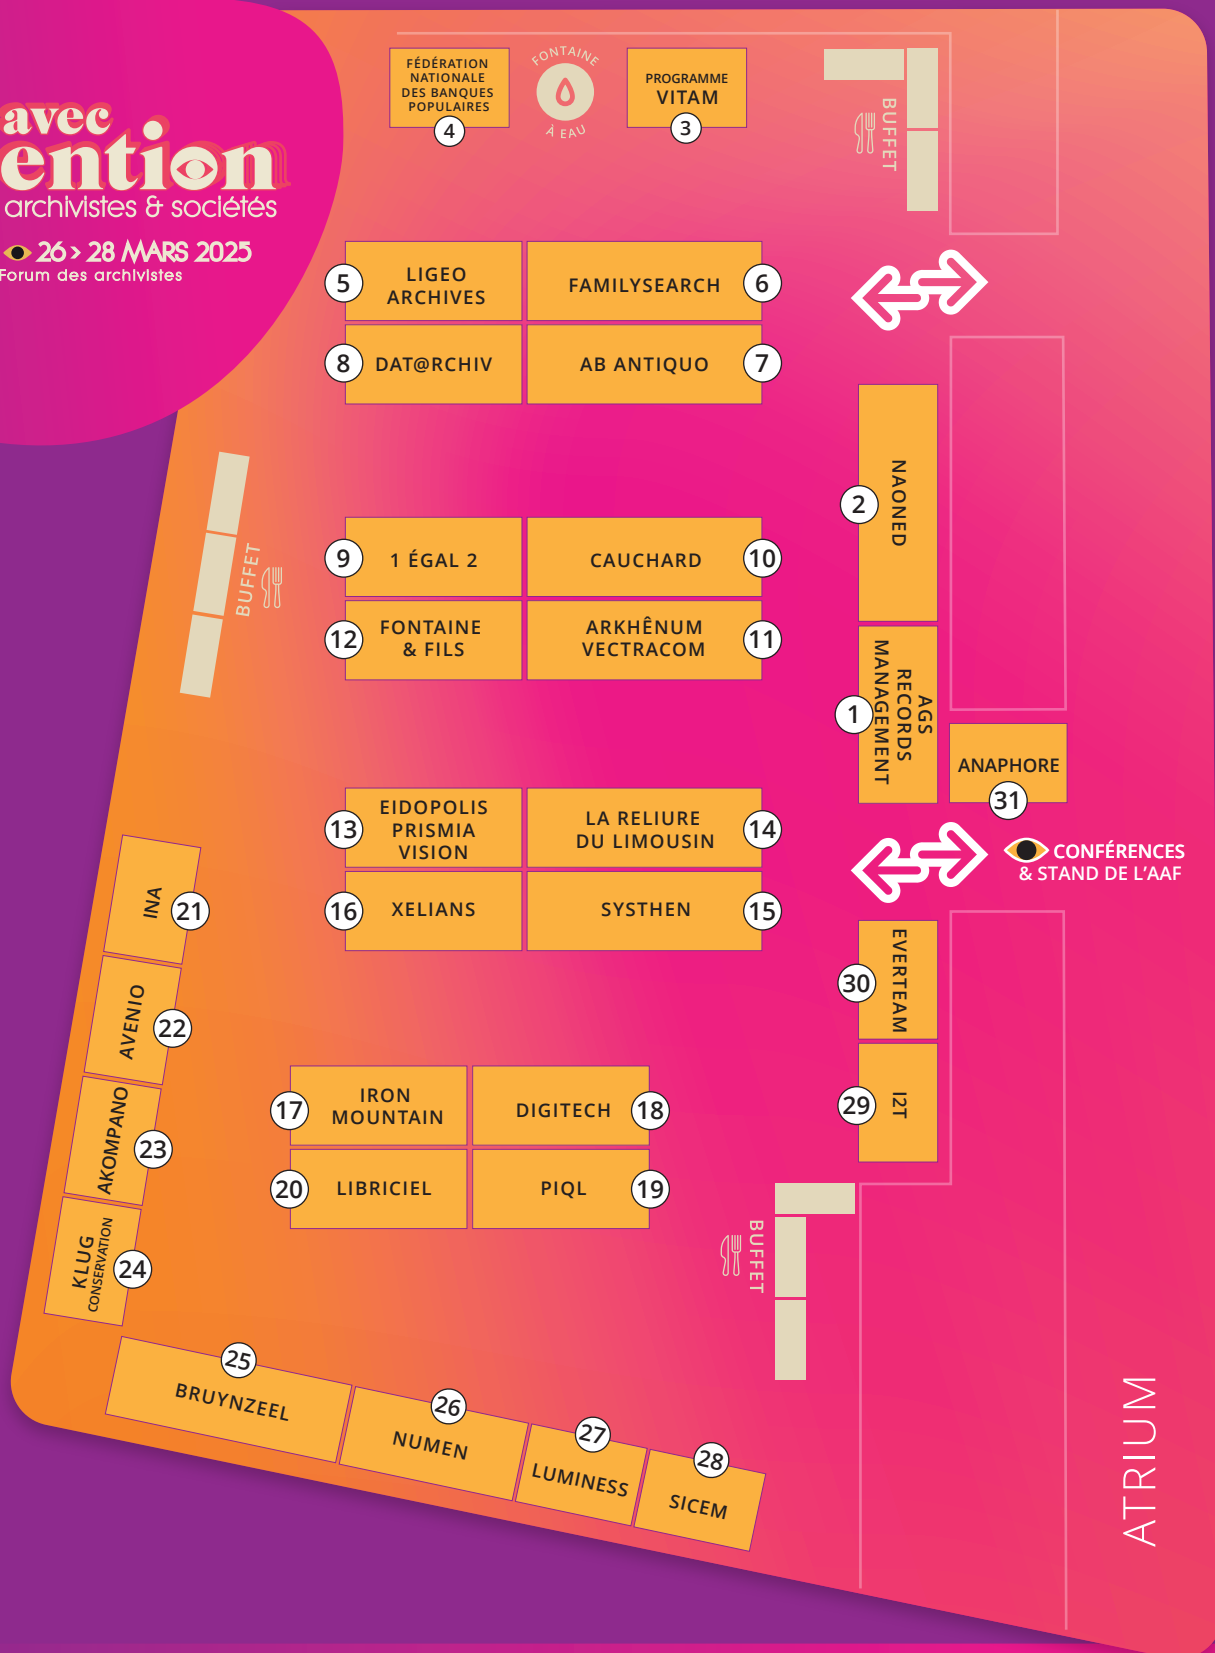 avec
ention
archivistes & sociétés
26 > 28 MARS 2025
Forum des archivistes
FÉDÉRATION
NATIONALE
DES BANQUES
POPULAIRES
4
FONTAINE
À EAU
PROGRAMME
VITAM
3
BUFFET
5
LIGEO
ARCHIVES
FAMILYSEARCH
6
8
DAT@RCHIV
AB ANTIQUO
7
2
NAONED
BUFFET
9
1 ÉGAL 2
CAUCHARD
10
12
FONTAINE
& FILS
ARKHÊNUM
VECTRACOM
11
1
AGS
RECORDS
MANAGEMENT
ANAPHORE
31
13
EIDOPOLIS
PRISMIA
VISION
LA RELIURE
DU LIMOUSIN
14
CONFÉRENCES
& STAND DE L'AAF
16
XELIANS
SYSTHEN
15
INA
21
30
EVERTEAM
AVENIO
22
17
IRON
MOUNTAIN
DIGITECH
18
29
I2T
AKOMPANO
23
20
LIBRICIEL
PIQL
19
KLUG
CONSERVATION
24
BUFFET
25
BRUYNZEEL
26
NUMEN
27
LUMINESS
28
SICEM
ATRIUM